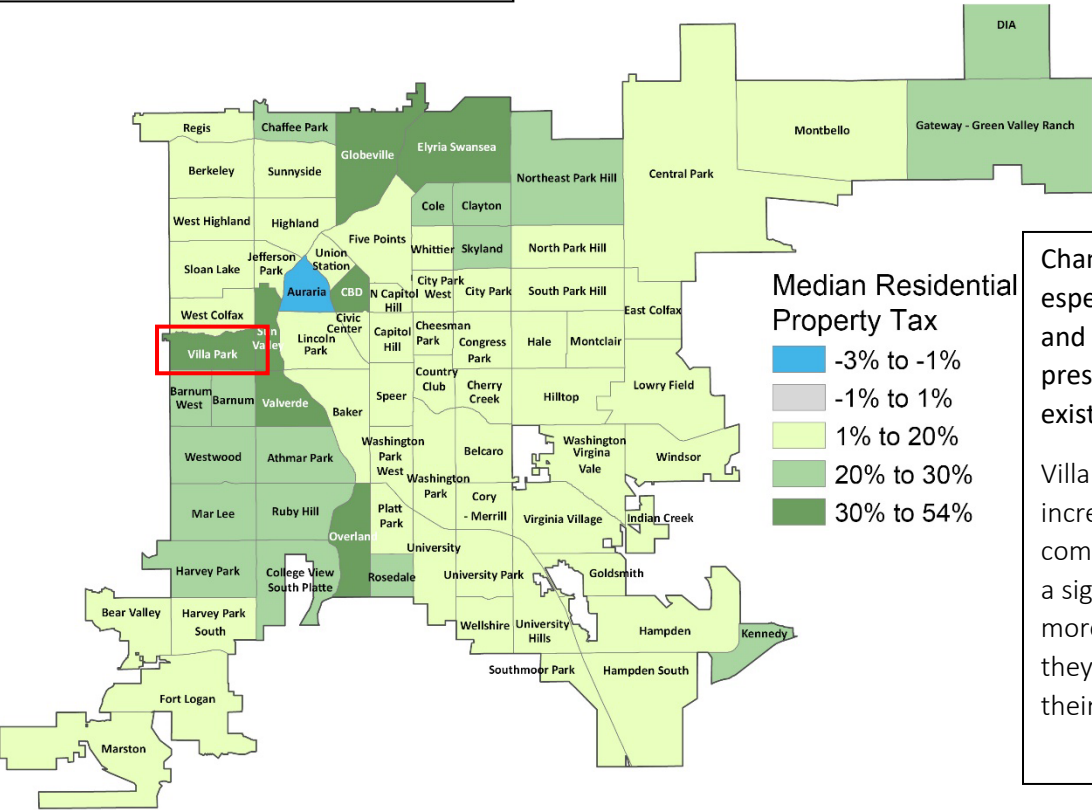 DIA
Regis
Chaffee Park
Globeville
Elyria Swansea
Montbello
Gateway - Green Valley Ranch
Berkeley
Sunnyside
Northeast Park Hill
Central Park
Cole
Clayton
West Highland
Highland
Five Points
Whittier
Skyland
North Park Hill
Sloan Lake
Jefferson
Park
Union
Station
Auraria
CBD
N Capitol
Hill
City Park
West
City Park
South Park Hill
East Colfax
West Colfax
Civic
Center
Sun
Valley
Lincoln
Park
Capitol
Hill
Cheesman
Park
Congress
Park
Hale
Montclair
Villa Park
Country
Club
Cherry
Creek
Lowry Field
Barnum
West
Barnum
Valverde
Baker
Speer
Hilltop
Westwood
Athmar Park
Washington
Park
West
Belcaro
Washington
Virgina
Vale
Windsor
Washington
Park
Mar Lee
Ruby Hill
Platt
Park
Cory
- Merrill
Virginia Village
Indian Creek
Overland
University
Harvey Park
College View
South Platte
Rosedale
University Park
Goldsmith
Bear Valley
Harvey Park
South
Wellshire
University
Hills
Hampden
Kennedy
Southmoor Park
Hampden South
Fort Logan
Marston
Median Residential
Property Tax
-3% to -1%
-1% to 1%
1% to 20%
20% to 30%
30% to 54%
Char
espe
and
pres
exist
Villa
incre
com
a sig
more
they
their